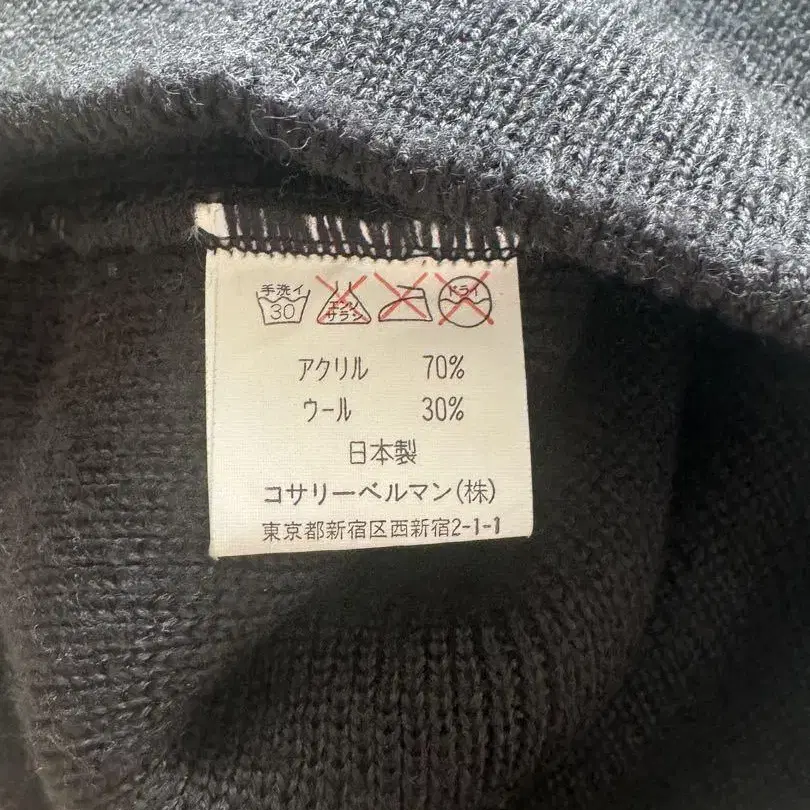 手洗イ 30 エンソサラシ ドライ
アクリル 70%
ウール 30%
日本製
コサリーベルマン(株)
東京都新宿区西新宿2-1-1